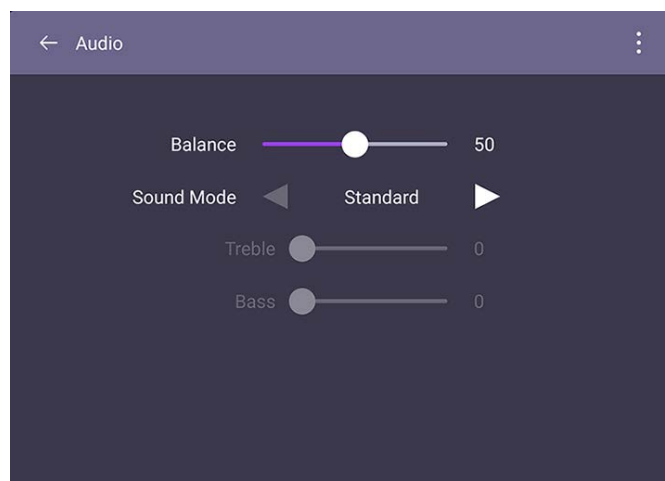 Audio
Balance 50
Sound Mode Standard
Treble 0
Bass 0